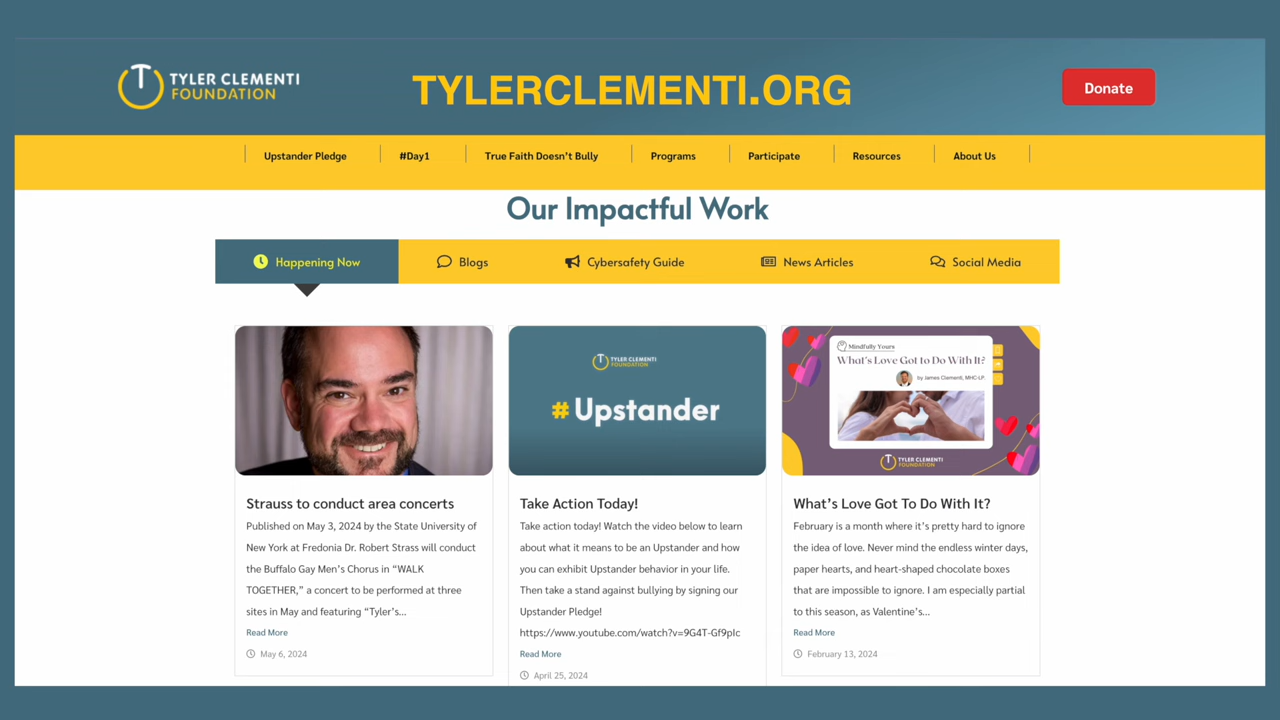 TYLER CLEMENTI
FOUNDATION
TYLERCLEMENTI.ORG
Donate
Upstander Pledge
#Day1
True Faith Doesn't Bully
Programs
Participate
Resources
About Us
Our Impactful Work
Happening Now
Blogs
Cybersafety Guide
News Articles
Social Media
Strauss to conduct area concerts
Published on May 3, 2024 by the State University of
New York at Fredonia Dr. Robert Strass will conduct
the Buffalo Gay Men's Chorus in “WALK
TOGETHER,” a concert to be performed at three
sites in May and featuring “Tyler's...
Read More
May 6, 2024
TYLER CLEMENTI
FOUNDATION
#Upstander
Take Action Today!
Take action today! Watch the video below to learn
about what it means to be an Upstander and how
you can exhibit Upstander behavior in your life.
Then take a stand against bullying by signing our
Upstander Pledge!
https://www.youtube.com/watch?v=9G4T-Gf9pIc
Read More
April 25, 2024
Mindfully Yours
What's Love Got to Do With It?
by James Clementi, MHC-LP
TYLER CLEMENTI
FOUNDATION
What's Love Got To Do With It?
February is a month where it's pretty hard to ignore
the idea of love. Never mind the endless winter days,
paper hearts, and heart-shaped chocolate boxes
that are impossible to ignore. I am especially partial
to this season, as Valentine's...
Read More
February 13, 2024